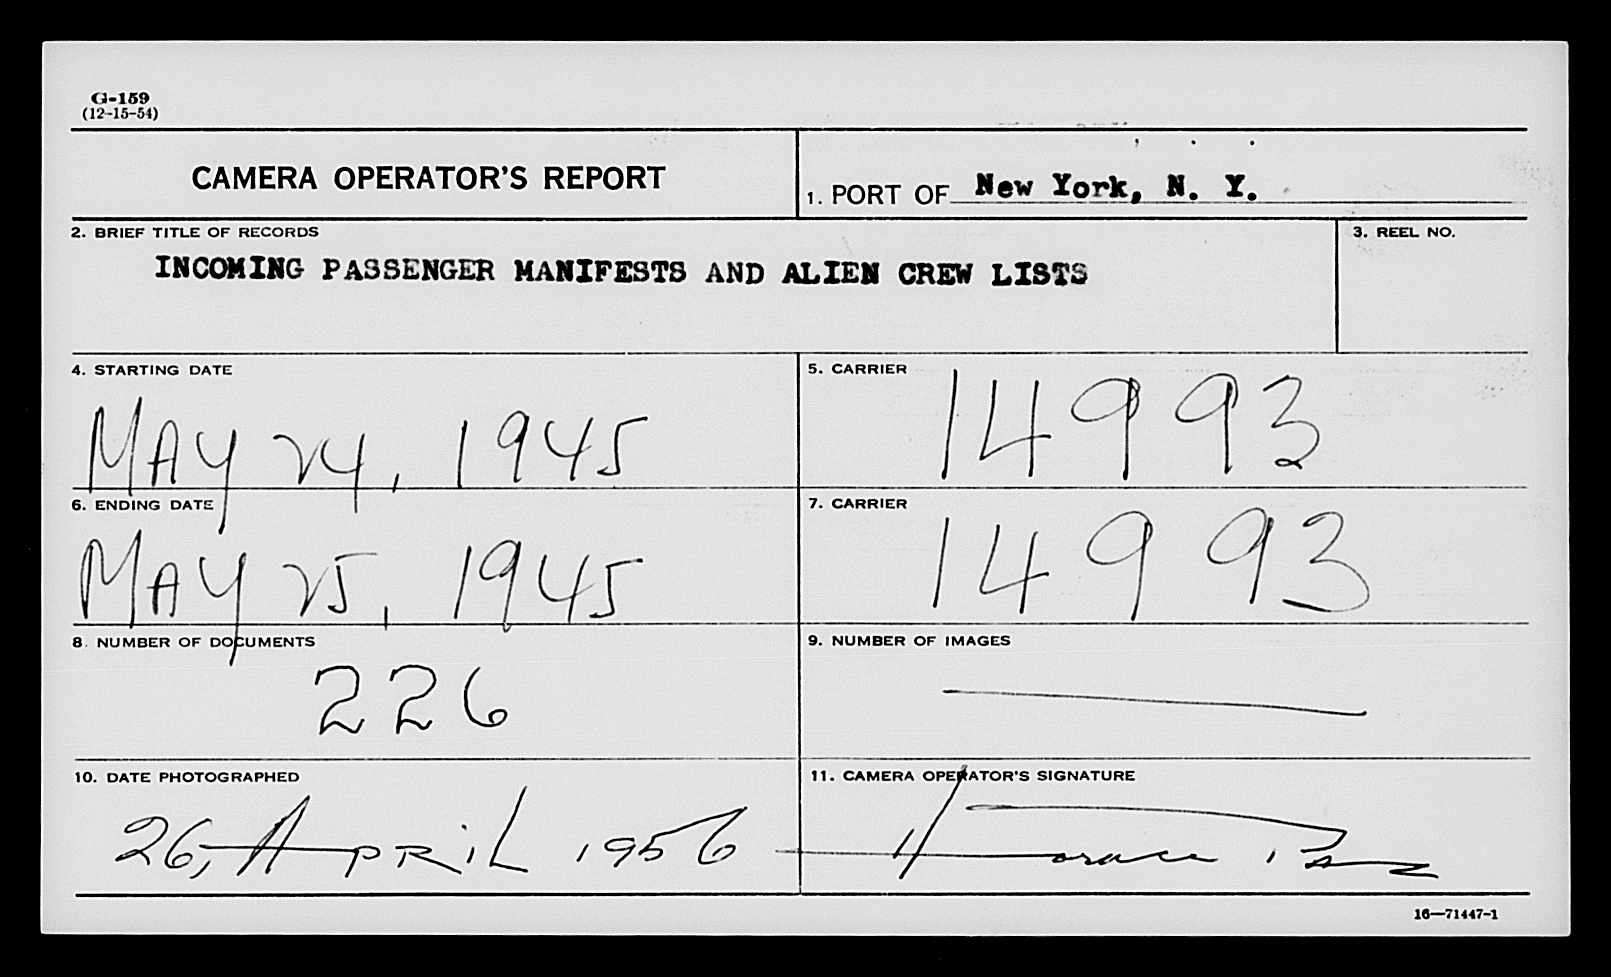 G-159
(12-15-54)
CAMERA OPERATOR'S REPORT
1. PORT OF New York, N. Y.
2. BRIEF TITLE OF RECORDS
INCOMING PASSENGER MANIFESTS AND ALIEN CREW LISTS
3. REEL NO.
4. STARTING DATE
MAY 24, 1945
5. CARRIER
14993
6. ENDING DATE
MAY 25, 1945
7. CARRIER
14993
8. NUMBER OF DOCUMENTS
226
9. NUMBER OF IMAGES
10. DATE PHOTOGRAPHED
26, APRIL 1956
11. CAMERA OPERATOR'S SIGNATURE
Horace
16—71447-1